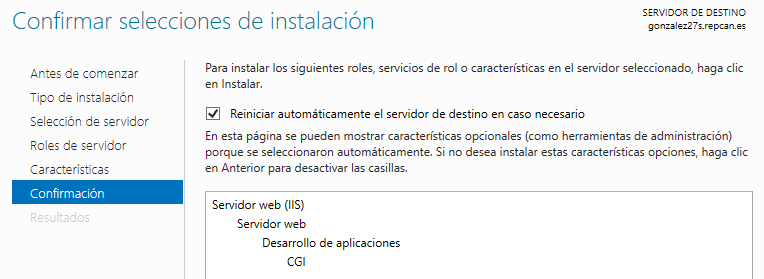 Confirmar selecciones de instalación
SERVIDOR DE DESTINO
gonzalez27s.repcan.es
Antes de comenzar
Tipo de instalación
Selección de servidor
Roles de servidor
Características
Confirmación
Resultados
Para instalar los siguientes roles, servicios de rol o características en el servidor seleccionado, haga clic
en Instalar.
Reiniciar automáticamente el servidor de destino en caso necesario
En esta página se pueden mostrar características opcionales (como herramientas de administración)
porque se seleccionaron automáticamente. Si no desea instalar estas características opciones, haga clic
en Anterior para desactivar las casillas.
Servidor web (IIS)
Servidor web
Desarrollo de aplicaciones
CGI